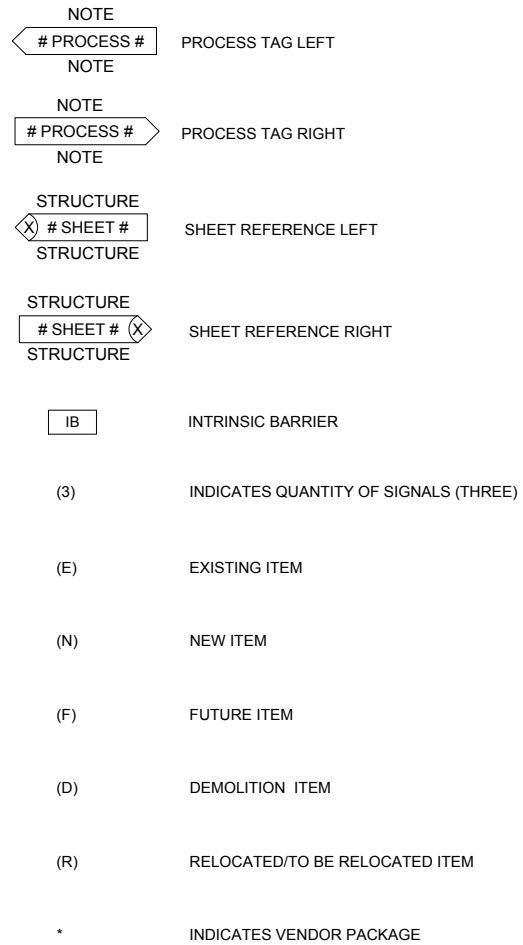 NOTE
# PROCESS # PROCESS TAG LEFT
NOTE
NOTE
# PROCESS # PROCESS TAG RIGHT
NOTE
STRUCTURE
X # SHEET # SHEET REFERENCE LEFT
STRUCTURE
STRUCTURE
# SHEET # X SHEET REFERENCE RIGHT
STRUCTURE
IB INTRINSIC BARRIER
(3) INDICATES QUANTITY OF SIGNALS (THREE)
(E) EXISTING ITEM
(N) NEW ITEM
(F) FUTURE ITEM
(D) DEMOLITION ITEM
(R) RELOCATED/TO BE RELOCATED ITEM
* INDICATES VENDOR PACKAGE